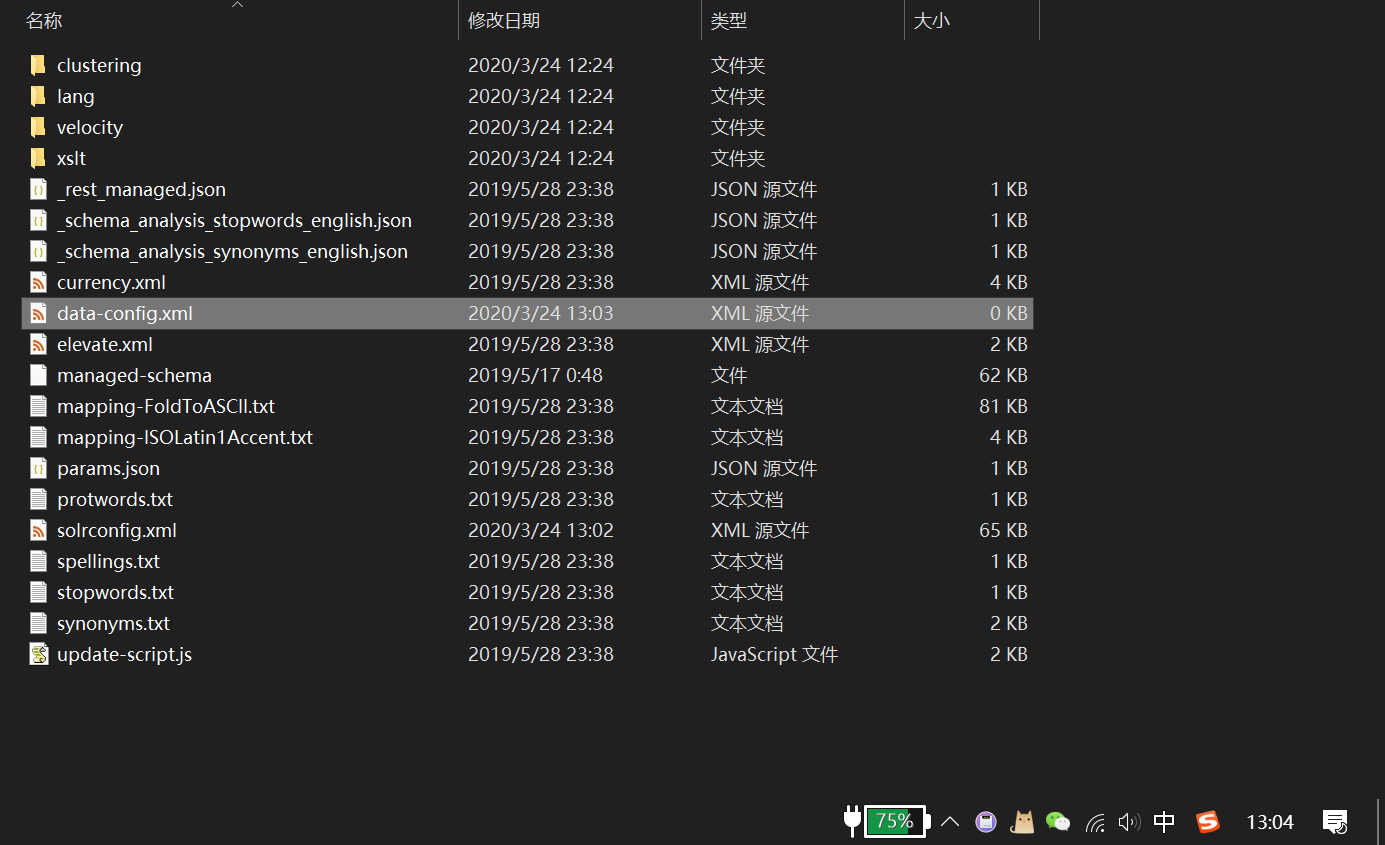 名称 修改日期 类型 大小
clustering 2020/3/24 12:24 文件夹
lang 2020/3/24 12:24 文件夹
velocity 2020/3/24 12:24 文件夹
xslt 2020/3/24 12:24 文件夹
_rest_managed.json 2019/5/28 23:38 JSON 源文件 1 KB
_schema_analysis_stopwords_english.json 2019/5/28 23:38 JSON 源文件 1 KB
_schema_analysis_synonyms_english.json 2019/5/28 23:38 JSON 源文件 1 KB
currency.xml 2019/5/28 23:38 XML 源文件 4 KB
data-config.xml 2020/3/24 13:03 XML 源文件 0 KB
elevate.xml 2019/5/28 23:38 XML 源文件 2 KB
managed-schema 2019/5/17 0:48 文件 62 KB
mapping-FoldToASCII.txt 2019/5/28 23:38 文本文档 81 KB
mapping-ISOLatin1Accent.txt 2019/5/28 23:38 文本文档 4 KB
params.json 2019/5/28 23:38 JSON 源文件 1 KB
protwords.txt 2019/5/28 23:38 文本文档 1 KB
solrconfig.xml 2020/3/24 13:02 XML 源文件 65 KB
spellings.txt 2019/5/28 23:38 文本文档 1 KB
stopwords.txt 2019/5/28 23:38 文本文档 1 KB
synonyms.txt 2019/5/28 23:38 文本文档 2 KB
update-script.js 2019/5/28 23:38 JavaScript 文件 2 KB
75% 中 S 13:04